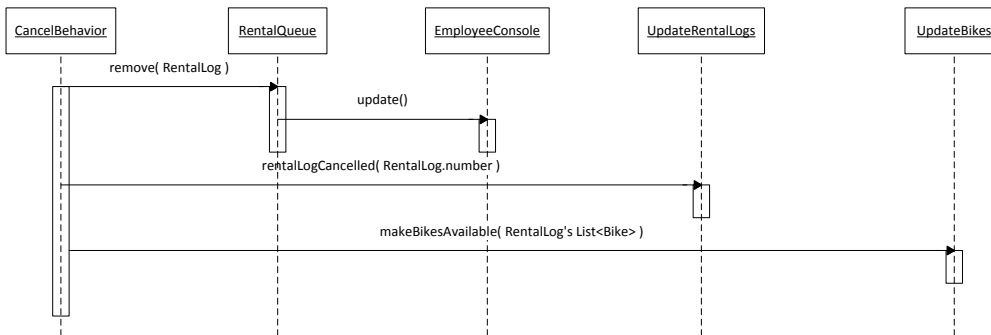 CancelBehavior
RentalQueue
EmployeeConsole
UpdateRentalLogs
UpdateBikes
remove( RentalLog )
update()
rentalLogCancelled( RentalLog.number )
makeBikesAvailable( RentalLog's List<Bike> )